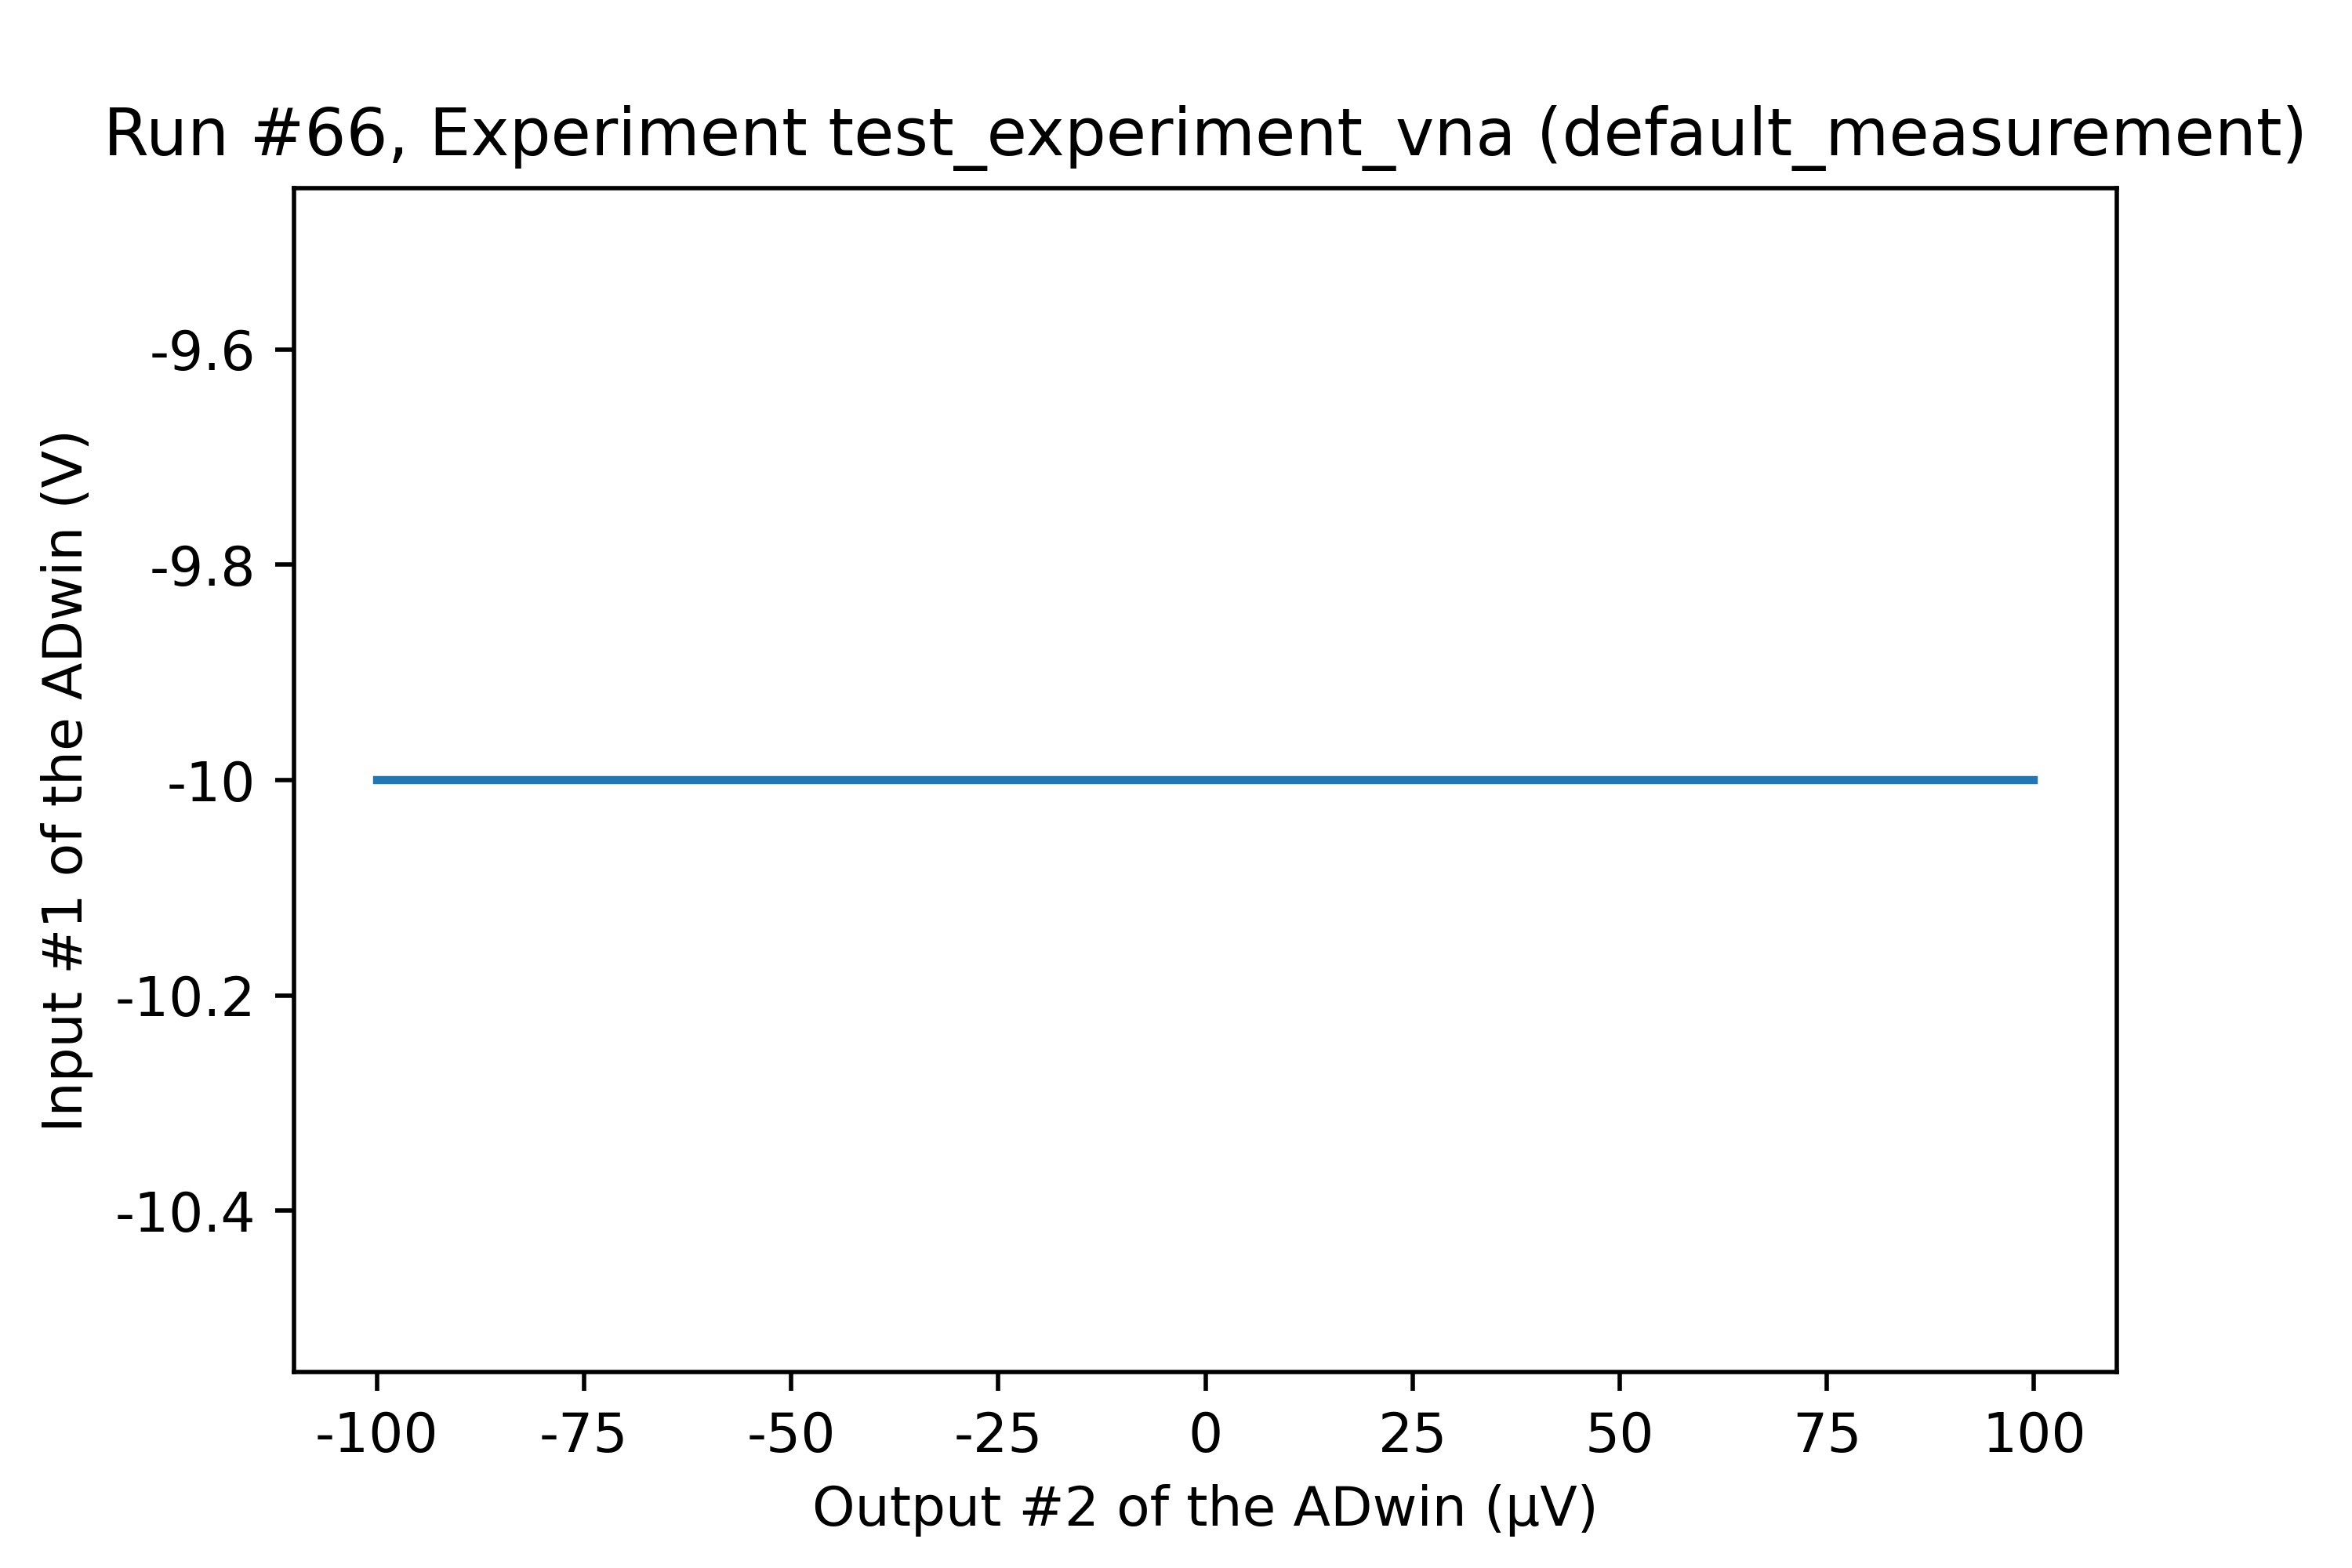 Run #66, Experiment test_experiment_vna (default_measurement)
Input #1 of the ADwin (V)
-9.6
-9.8
-10
-10.2
-10.4
-100 -75 -50 -25 0 25 50 75 100
Output #2 of the ADwin (µV)